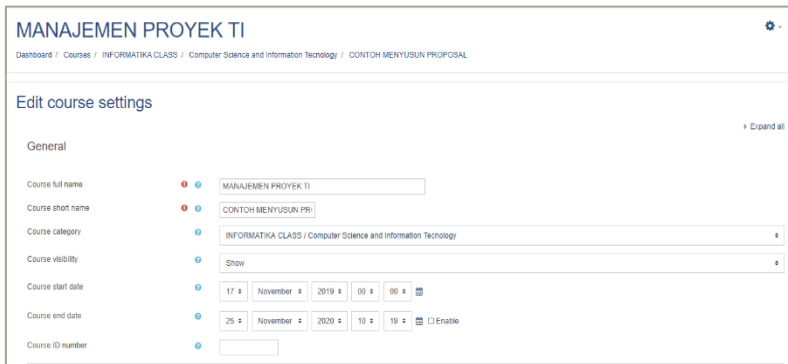 MANAJEMEN PROYEK TI
Dashboard / Courses / INFORMATIKA CLASS / Computer Science and Information Tecnology / CONTOH MENYUSUN PROPOSAL
Edit course settings
Expand all
General
Course full name MANAJEMEN PROYEK TI
Course short name CONTOH MENYUSUN PR
Course category INFORMATIKA CLASS / Computer Science and Information Tecnology
Course visibility Show
Course start date 17 November 2019 00 00
Course end date 25 November 2020 10 19 Enable
Course ID number